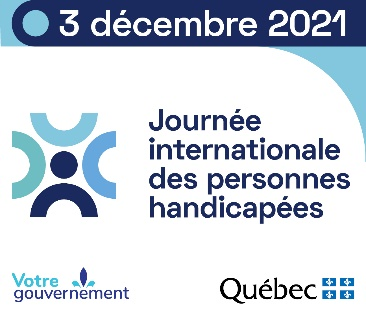 3 décembre 2021
Journée
internationale
des personnes
handicapées
Votre
gouvernement
Québec